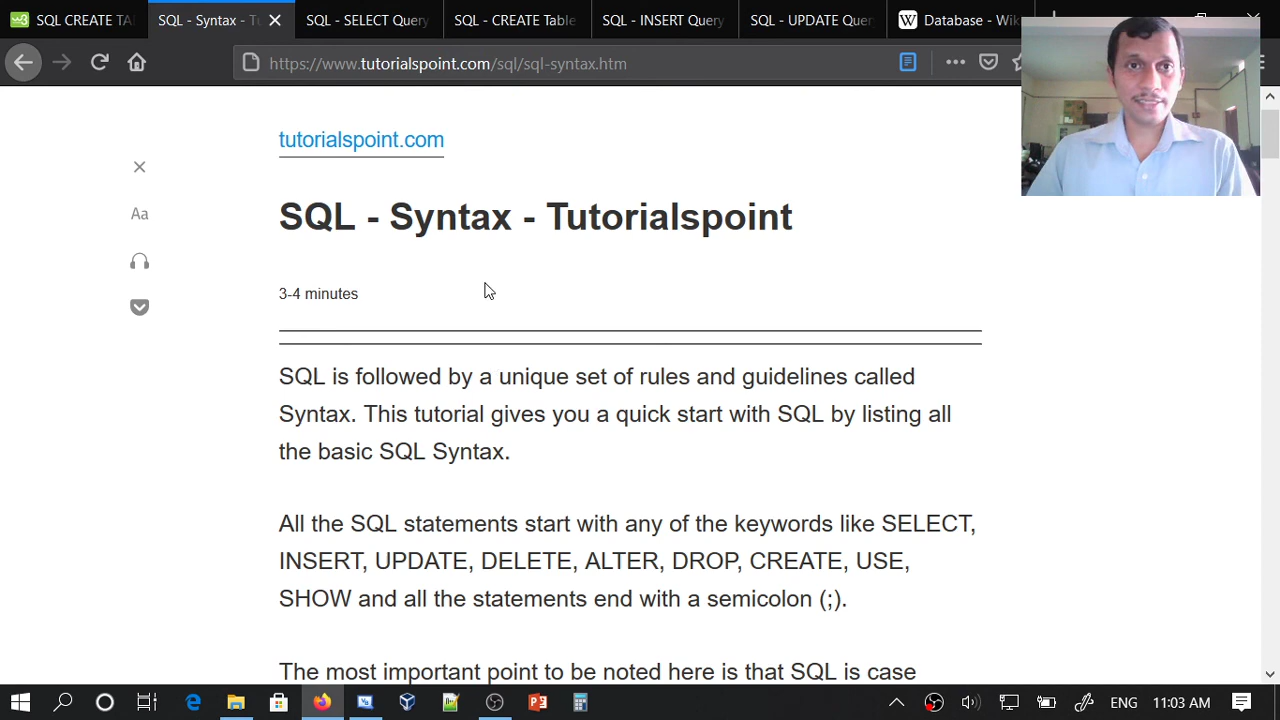 SQL CREATE TA
SQL - Syntax - Tu
SQL - SELECT Query
SQL - CREATE Table
SQL - INSERT Query
SQL - UPDATE Quer
W Database - Wik
https://www.tutorialspoint.com/sql/sql-syntax.htm
tutorialspoint.com
Aa
SQL - Syntax - Tutorialspoint
3-4 minutes
SQL is followed by a unique set of rules and guidelines called
Syntax. This tutorial gives you a quick start with SQL by listing all
the basic SQL Syntax.
All the SQL statements start with any of the keywords like SELECT,
INSERT, UPDATE, DELETE, ALTER, DROP, CREATE, USE,
SHOW and all the statements end with a semicolon (;).
The most important point to be noted here is that SQL is case
ENG 11:03 AM